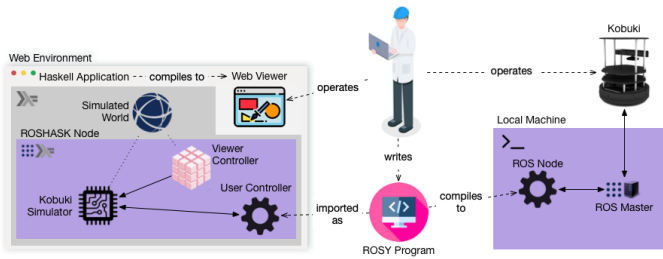 Web Environment
Haskell Application
compiles to
Web Viewer
Simulated
World
ROSHASK Node
Viewer
Controller
Kobuki
Simulator
User Controller
operates
writes
imported
as
</>
ROSY Program
operates
compiles
to
Kobuki
Local Machine
>_
ROS Node
ROS Master